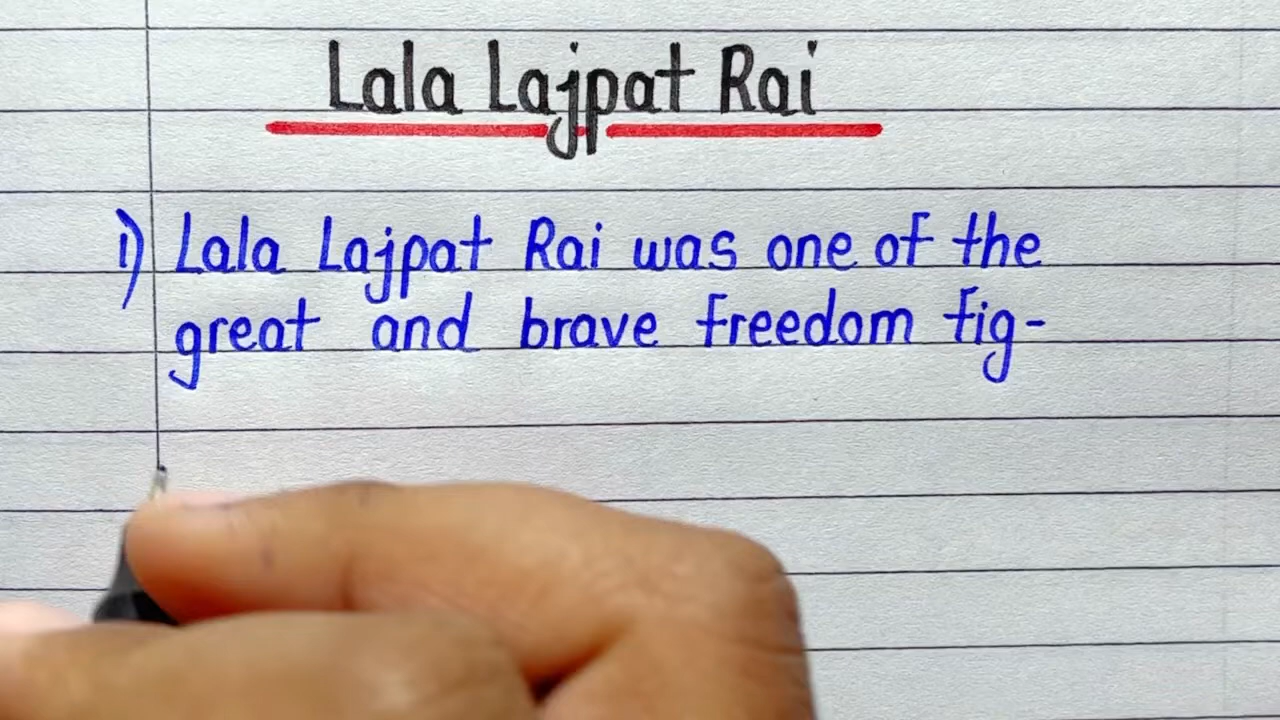 Lala Lajpat Rai
1) Lala Lajpat Rai was one of the
great and brave freedom fig-